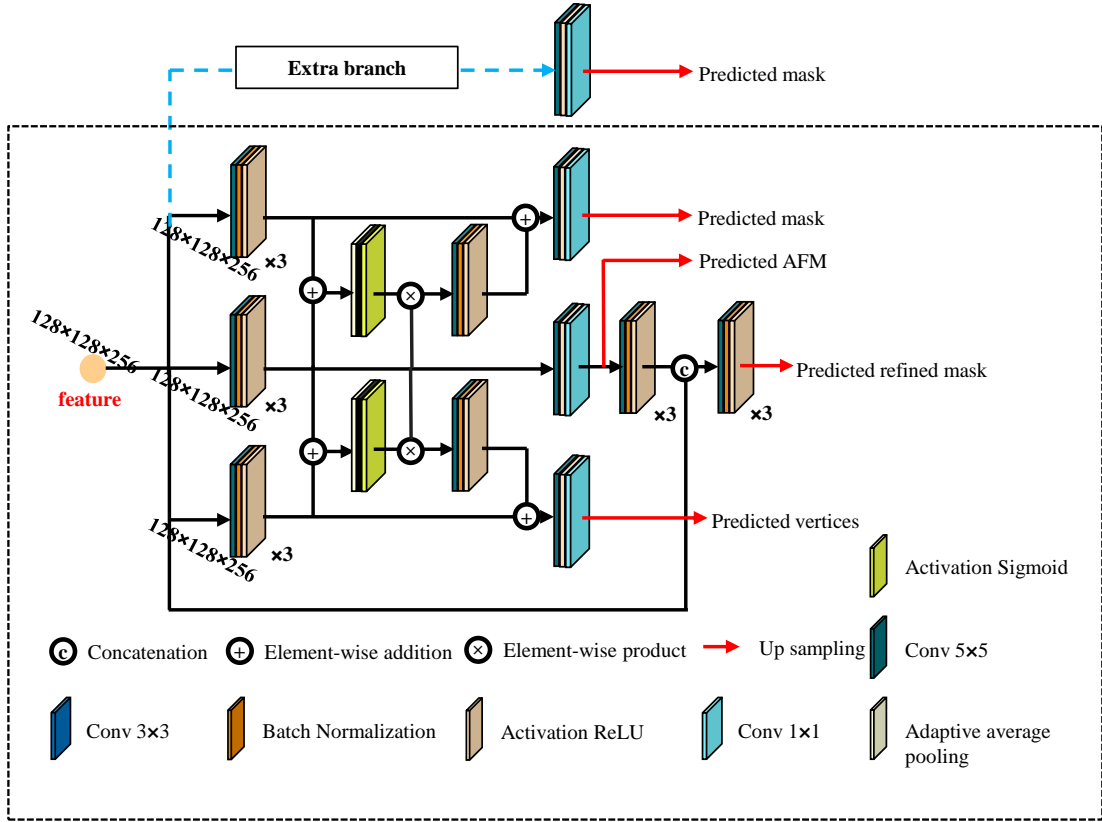 Extra branch
Predicted mask
128×128×256
×3
Predicted mask
Predicted AFM
128×128×256
feature
128×128×256
×3
×3
c
×3
Predicted refined mask
128×128×256
×3
Predicted vertices
Activation Sigmoid
c Concatenation
+ Element-wise addition
× Element-wise product
Up sampling
Conv 5×5
Conv 3×3
Batch Normalization
Activation ReLU
Conv 1×1
Adaptive average
pooling